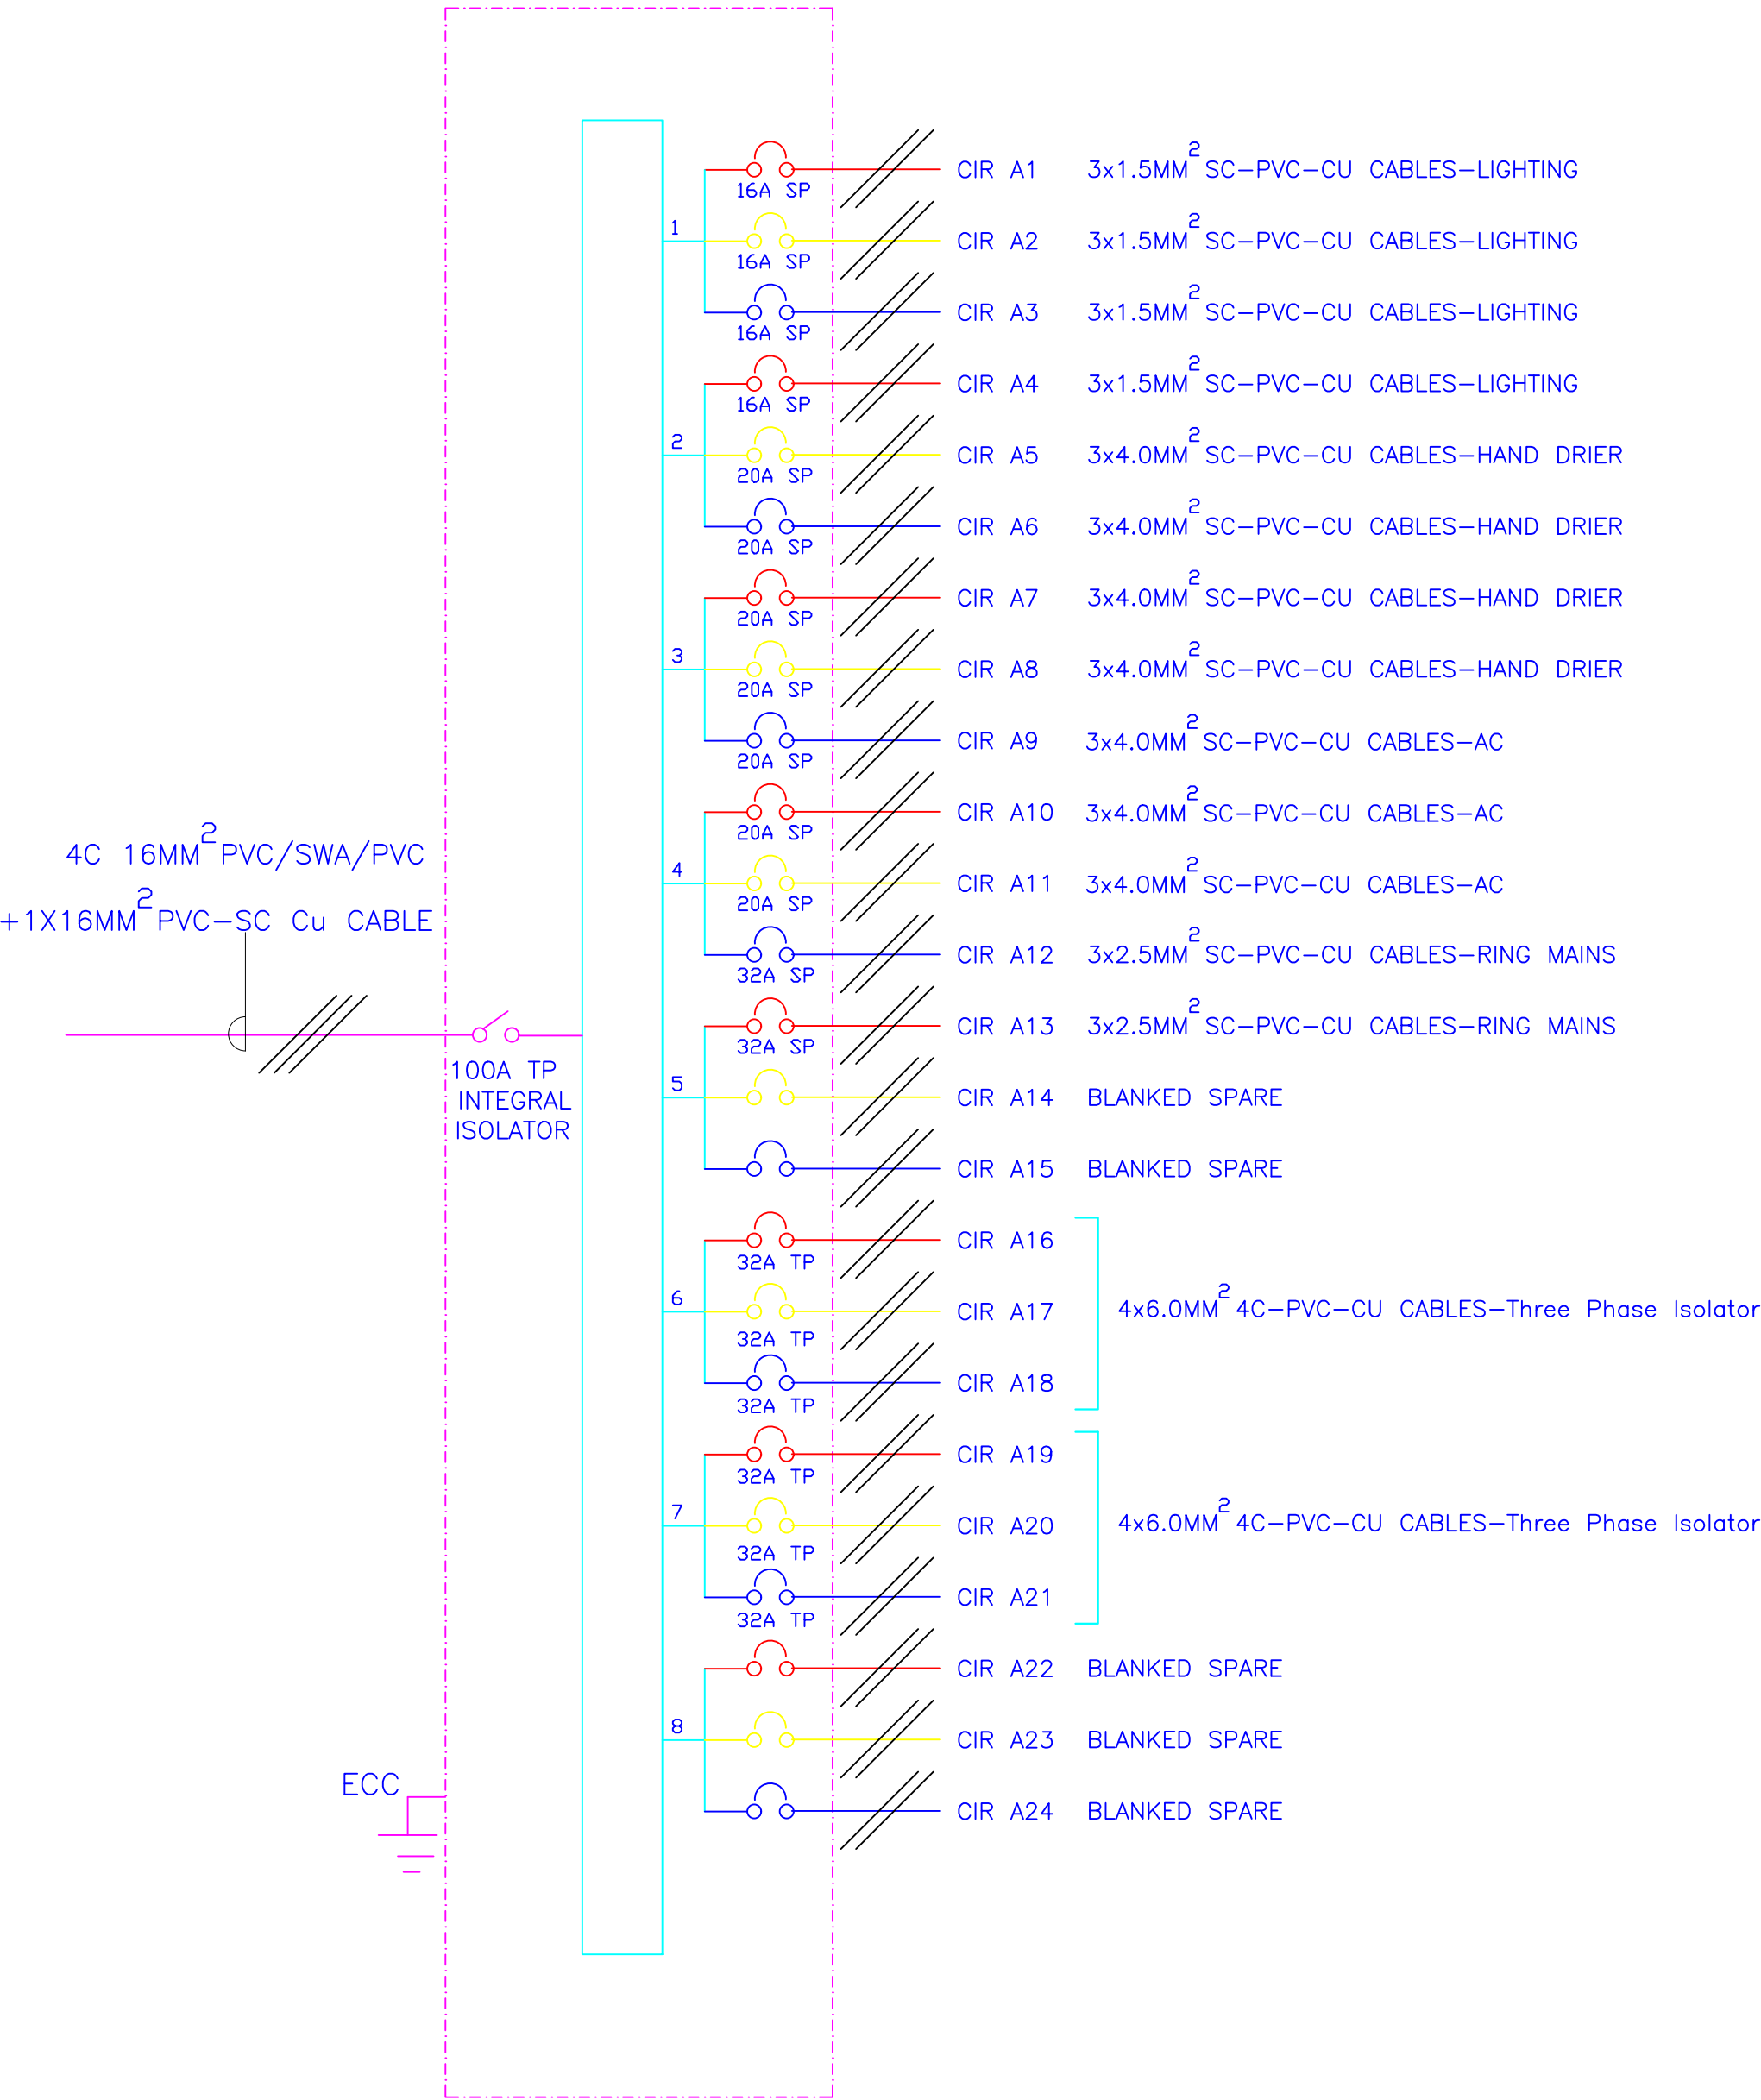 CIR A1 3x1.5MM² SC-PVC-CU CABLES-LIGHTING
16A SP
1
CIR A2 3x1.5MM² SC-PVC-CU CABLES-LIGHTING
16A SP
CIR A3 3x1.5MM² SC-PVC-CU CABLES-LIGHTING
16A SP
CIR A4 3x1.5MM² SC-PVC-CU CABLES-LIGHTING
16A SP
2
CIR A5 3x4.0MM² SC-PVC-CU CABLES-HAND DRIER
20A SP
CIR A6 3x4.0MM² SC-PVC-CU CABLES-HAND DRIER
20A SP
CIR A7 3x4.0MM² SC-PVC-CU CABLES-HAND DRIER
20A SP
3
CIR A8 3x4.0MM² SC-PVC-CU CABLES-HAND DRIER
20A SP
CIR A9 3x4.0MM² SC-PVC-CU CABLES-AC
20A SP
CIR A10 3x4.0MM² SC-PVC-CU CABLES-AC
20A SP
4C 16MM² PVC/SWA/PVC
+1X16MM² PVC-SC Cu CABLE
4
CIR A11 3x4.0MM² SC-PVC-CU CABLES-AC
20A SP
CIR A12 3x2.5MM² SC-PVC-CU CABLES-RING MAINS
32A SP
CIR A13 3x2.5MM² SC-PVC-CU CABLES-RING MAINS
32A SP
100A TP
INTEGRAL
ISOLATOR
5
CIR A14 BLANKED SPARE
CIR A15 BLANKED SPARE
CIR A16
32A TP
6
CIR A17 4x6.0MM² 4C-PVC-CU CABLES-Three Phase Isolator
32A TP
CIR A18
32A TP
CIR A19
32A TP
7
CIR A20 4x6.0MM² 4C-PVC-CU CABLES-Three Phase Isolator
32A TP
CIR A21
32A TP
CIR A22 BLANKED SPARE
8
CIR A23 BLANKED SPARE
ECC
CIR A24 BLANKED SPARE